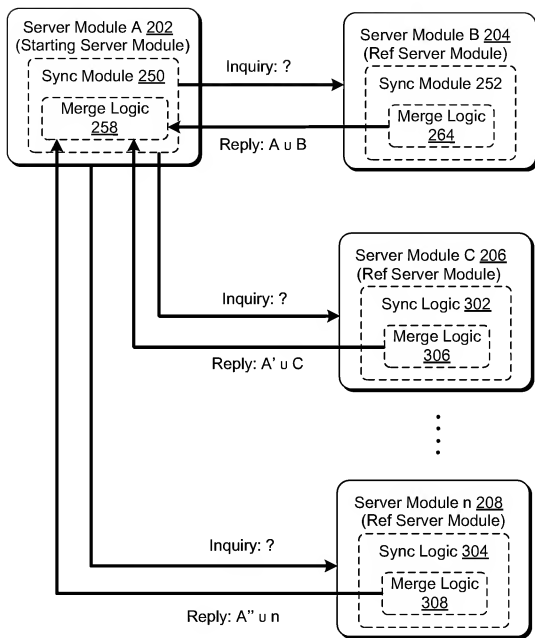 Server Module A 202
(Starting Server Module)
Sync Module 250
Merge Logic
258
Inquiry: ?
Reply: A ∪ B
Server Module B 204
(Ref Server Module)
Sync Module 252
Merge Logic
264
Server Module C 206
(Ref Server Module)
Sync Logic 302
Merge Logic
306
Inquiry: ?
Reply: A' ∪ C
Server Module n 208
(Ref Server Module)
Sync Logic 304
Merge Logic
308
Inquiry: ?
Reply: A'' ∪ n